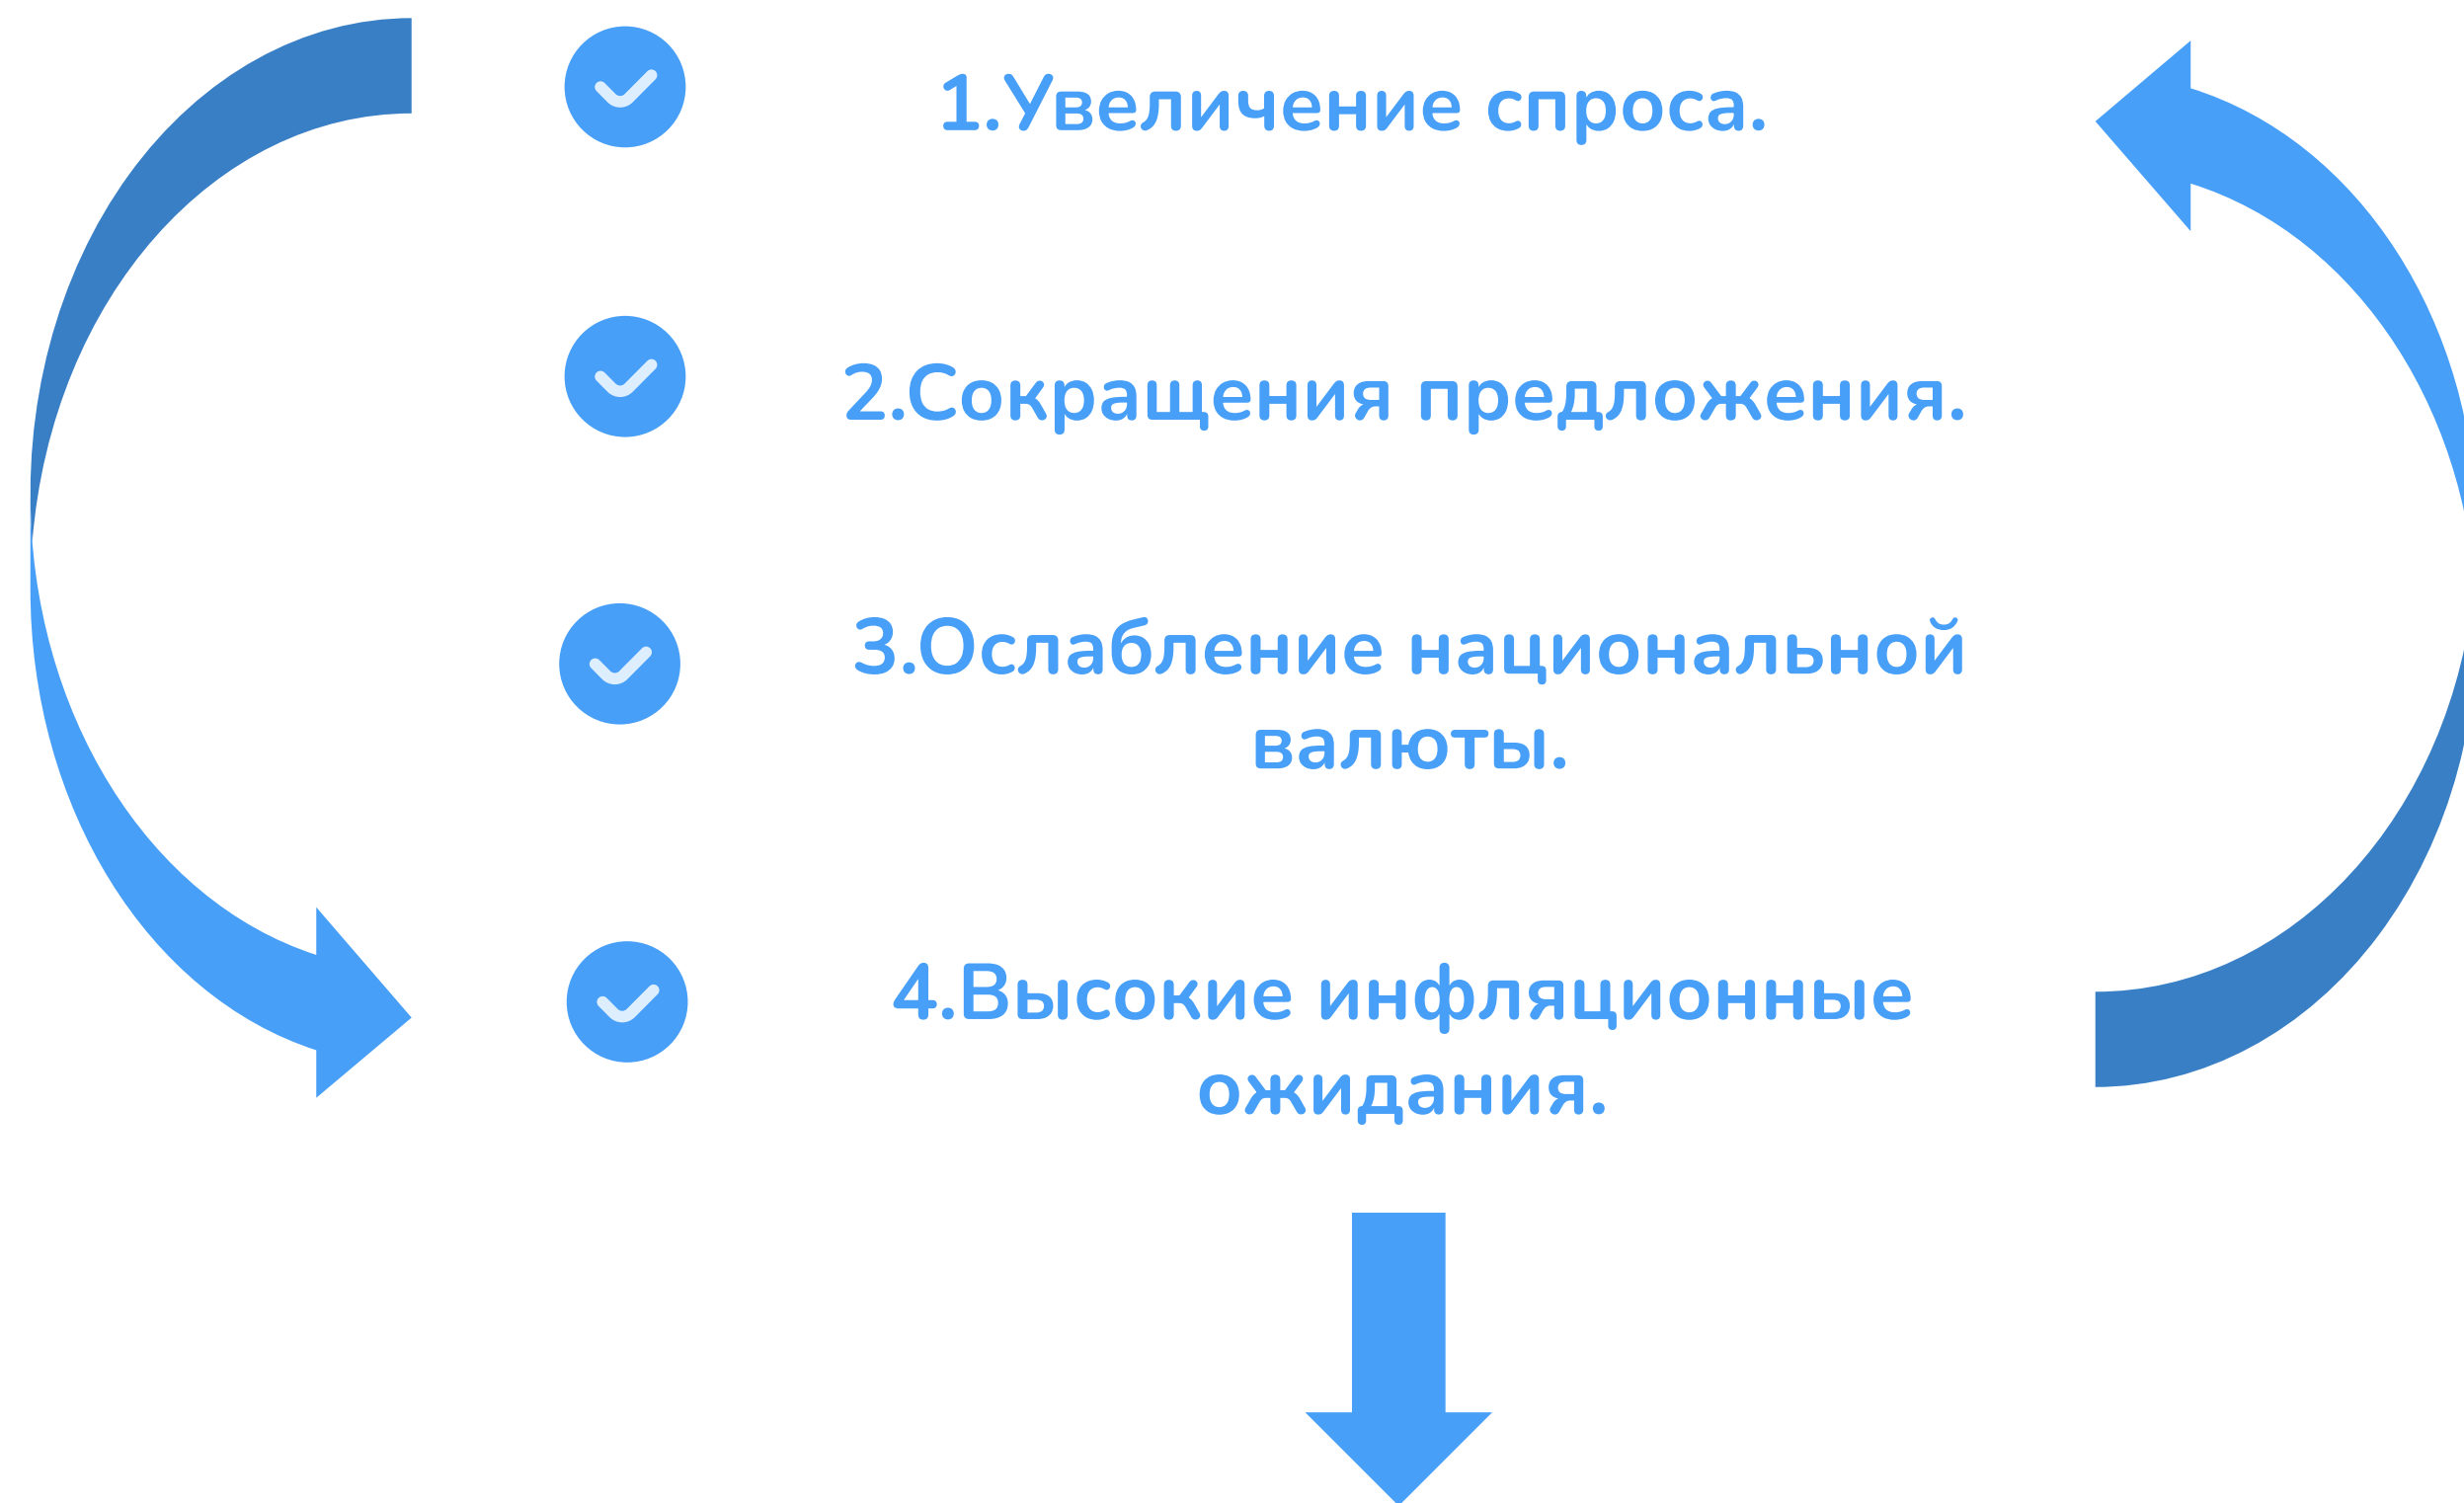 1.Увеличение спроса.
2.Сокращения предложения.
3.Ослабление национальной
валюты.
4.Высокие инфляционные
ожидания.